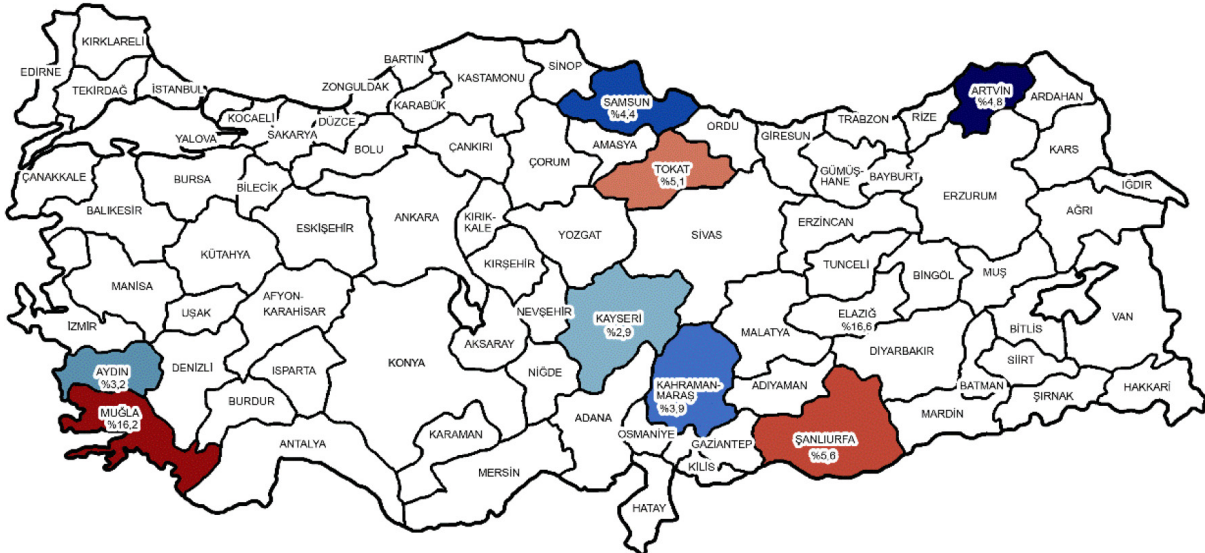 KIRKLARELİ
EDİRNE
TEKİRDAĞ
İSTANBUL
KOCAELİ
YALOVA
SAKARYA
DÜZCE
ZONGULDAK
BARTIN
KARABÜK
KASTAMONU
SİNOP
SAMSUN
%4,4
ORDU
GİRESUN
TRABZON
RİZE
ARTVİN
%4,8
ARDAHAN
KARS
IĞDIR
AĞRI
ERZURUM
BAYBURT
GÜMÜŞ-
HANE
TOKAT
%5,1
AMASYA
ÇORUM
ÇANKIRI
BOLU
BİLECİK
BURSA
ÇANAKKALE
BALIKESİR
KÜTAHYA
ESKİŞEHİR
ANKARA
KIRIK-
KALE
YOZGAT
SİVAS
ERZİNCAN
TUNCELİ
BİNGÖL
MUŞ
VAN
BİTLİS
SİİRT
BATMAN
DİYARBAKIR
ELAZIĞ
%16,6
MALATYA
KAYSERİ
%2,9
KIRŞEHİR
NEVŞEHİR
AKSARAY
NİĞDE
KONYA
AFYON-
KARAHİSAR
UŞAK
MANİSA
İZMİR
AYDIN
%3,2
DENİZLİ
ISPARTA
BURDUR
MUĞLA
%16,2
ANTALYA
KARAMAN
MERSİN
ADANA
OSMANİYE
KAHRAMAN-
MARAŞ
%3,9
ADIYAMAN
GAZİANTEP
KİLİS
HATAY
ŞANLIURFA
%5,6
MARDİN
ŞIRNAK
HAKKARİ